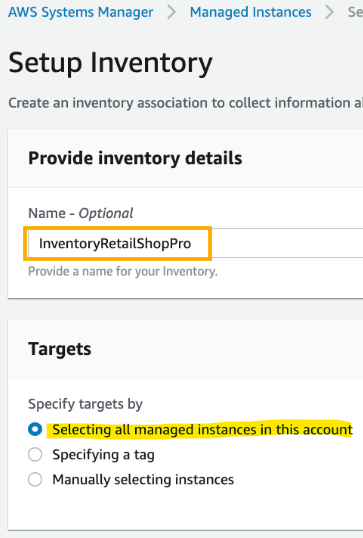 AWS Systems Manager > Managed Instances > Se
Setup Inventory
Create an inventory association to collect information a
Provide inventory details
Name - Optional
InventoryRetailShopPro
Provide a name for your Inventory.
Targets
Specify targets by
Selecting all managed instances in this account
Specifying a tag
Manually selecting instances